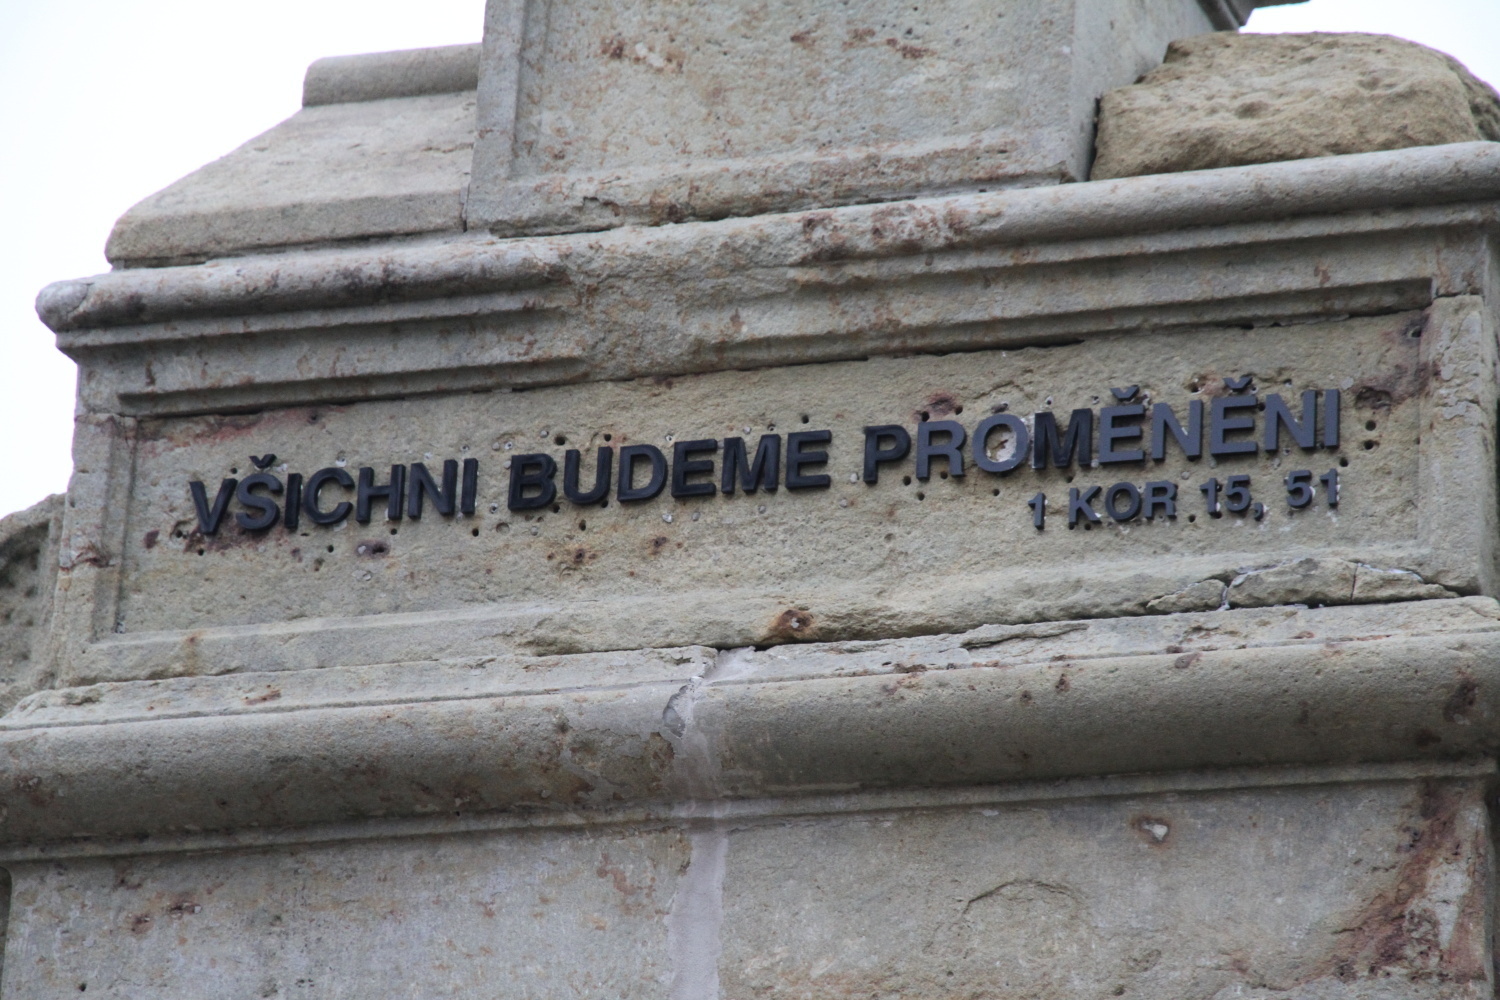 VŠICHNI BUDEME PROMĚNĚNI
1 KOR 15, 51